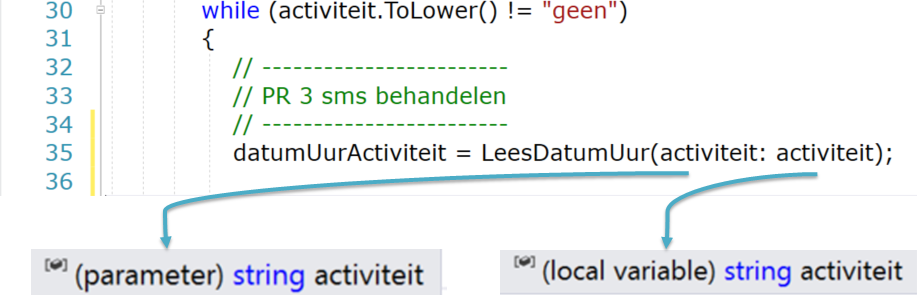 30 while (activiteit.ToLower() != "geen")
31 {
32 // ------------------------
33 // PR 3 sms behandelen
34 // ------------------------
35 datumUurActiviteit = LeesDatumUur(activiteit: activiteit);
36
(parameter) string activiteit
(local variable) string activiteit